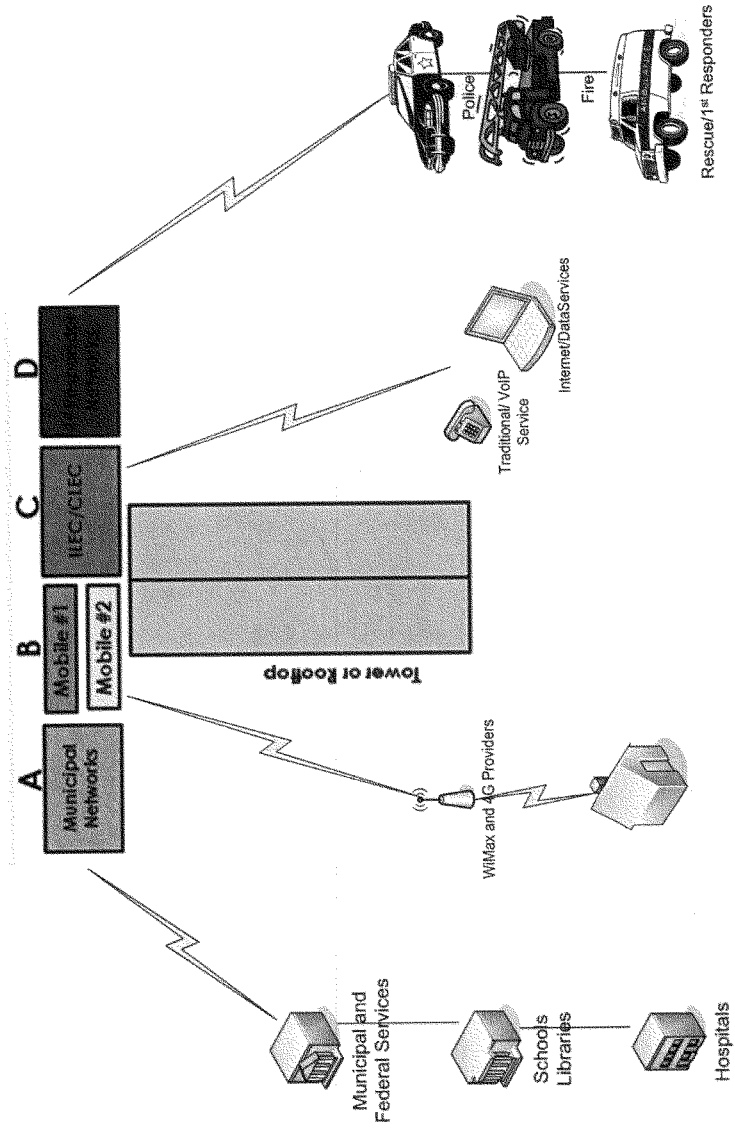 A
B
C
D
Municipal
Networks
Mobile #1
Mobile #2
ILEC/CLEC
Tower or Rooftop
Municipal and
Federal Services
Schools
Libraries
Hospitals
WiMax and 4G Providers
Traditional/ VoIP
Service
Internet/DataServices
Police
Fire
Rescue/1st Responders